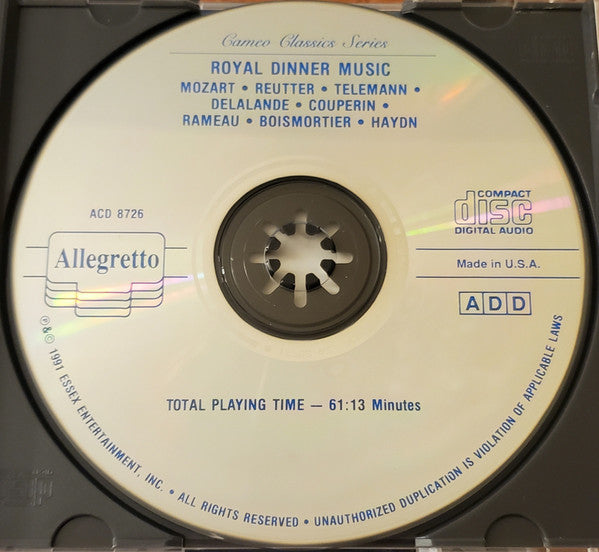 Cameo Classics Series
ROYAL DINNER MUSIC
MOZART • REUTTER • TELEMANN •
DELALANDE • COUPERIN •
RAMEAU • BOISMORTIER • HAYDN
ACD 8726
Allegretto
COMPACT
disc
DIGITAL AUDIO
Made in U.S.A.
ADD
TOTAL PLAYING TIME — 61:13 Minutes
℗ & © 1991 ESSEX ENTERTAINMENT, INC. • ALL RIGHTS RESERVED • UNAUTHORIZED DUPLICATION IS VIOLATION OF APPLICABLE LAWS